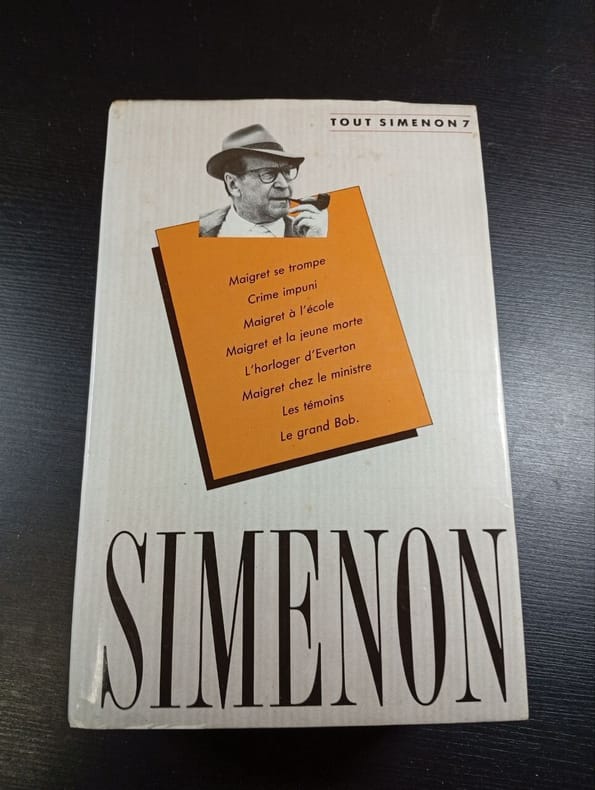 TOUT SIMENON 7
Maigret se trompe
Crime impuni
Maigret à l'école
Maigret et la jeune morte
L'horloger d'Everton
Maigret chez le ministre
Les témoins
Le grand Bob.
SIMENON